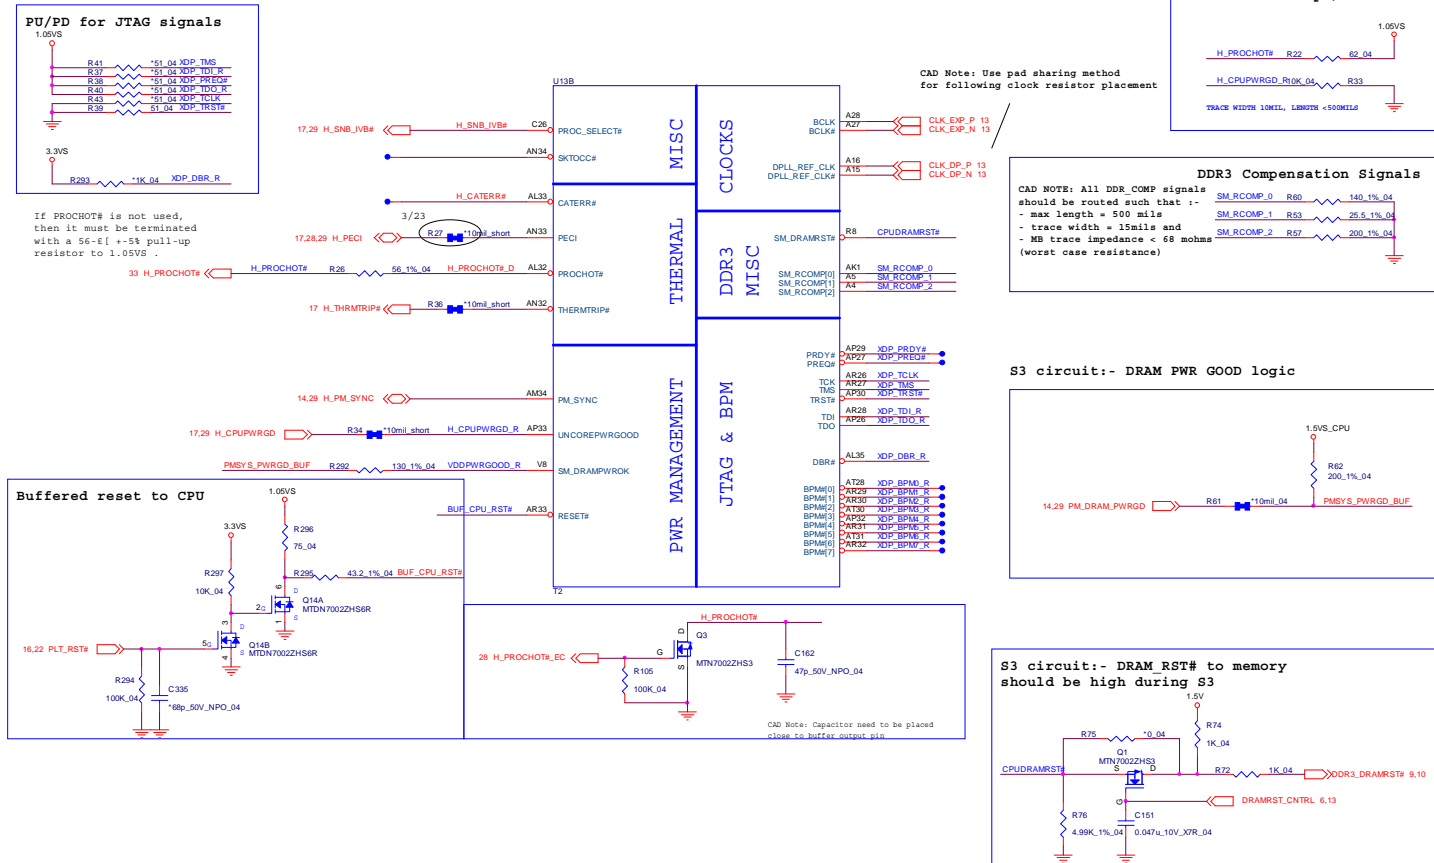 PU/PD for JTAG signals
1.05VS
R41 *51_04 XDP_TMS
R37 *51_04 XDP_TDI_R
R38 *51_04 XDP_PREQ#
R40 *51_04 XDP_TDO_R
R43 *51_04 XDP_TCLK
R39 51_04 XDP_TRST#
3.3VS
R293 *1K_04 XDP_DBR_R
If PROCHOT# is not used,
then it must be terminated
with a 56-£[ +-5% pull-up
resistor to 1.05VS .
U13B
MISC
THERMAL
PWR MANAGEMENT
CLOCKS
DDR3
MISC
JTAG & BPM
17,29 H_SNB_IVB# H_SNB_IVB# C26 PROC_SELECT#
AN34 SKTOCC#
H_CATERR# AL33 CATERR#
3/23
17,28,29 H_PECI R27 *10mil_short AN33 PECI
33 H_PROCHOT# H_PROCHOT# R26 56_1%_04 H_PROCHOT#_D AL32 PROCHOT#
17 H_THRMTRIP# R36 *10mil_short AN32 THERMTRIP#
14,29 H_PM_SYNC AM34 PM_SYNC
17,29 H_CPUPWRGD R34 *10mil_short H_CPUPWRGD_R AP33 UNCOREPWRGOOD
PMSYS_PWRGD_BUF R292 130_1%_04 VDDPWRGOOD_R V8 SM_DRAMPWROK
BUF_CPU_RST# AR33 RESET#
T2
CAD Note: Use pad sharing method
for following clock resistor placement
BCLK A28 CLK_EXP_P 13
BCLK# A27 CLK_EXP_N 13
DPLL_REF_CLK A16 CLK_DP_P 13
DPLL_REF_CLK# A15 CLK_DP_N 13
SM_DRAMRST# R8 CPUDRAMRST#
SM_RCOMP[0] AK1 SM_RCOMP_0
SM_RCOMP[1] A5 SM_RCOMP_1
SM_RCOMP[2] A4 SM_RCOMP_2
PRDY# AP29 XDP_PRDY#
PREQ# AP27 XDP_PREQ#
TCK AR26 XDP_TCLK
TMS AR27 XDP_TMS
TRST# AP30 XDP_TRST#
TDI AR28 XDP_TDI_R
TDO AP26 XDP_TDO_R
DBR# AL35 XDP_DBR_R
BPM#[0] AT28 XDP_BPM0_R
BPM#[1] AR29 XDP_BPM1_R
BPM#[2] AR30 XDP_BPM2_R
BPM#[3] AT30 XDP_BPM3_R
BPM#[4] AP32 XDP_BPM4_R
BPM#[5] AR31 XDP_BPM5_R
BPM#[6] AT31 XDP_BPM6_R
BPM#[7] AR32 XDP_BPM7_R
1.05VS
H_PROCHOT# R22 62_04
H_CPUPWRGD_R 10K_04 R33
TRACE WIDTH 10MIL, LENGTH <500MILS
DDR3 Compensation Signals
CAD NOTE: All DDR_COMP signals
should be routed such that :-
- max length = 500 mils
- trace width = 15mils and
- MB trace impedance < 68 mohms
(worst case resistance)
SM_RCOMP_0 R60 140_1%_04
SM_RCOMP_1 R53 25.5_1%_04
SM_RCOMP_2 R57 200_1%_04
S3 circuit:- DRAM PWR GOOD logic
1.5VS_CPU
R62
200_1%_04
14,29 PM_DRAM_PWRGD R61 *10mil_04 PMSYS_PWRGD_BUF
Buffered reset to CPU
1.05VS
R296
75_04
3.3VS
R297
10K_04
R295 43.2_1%_04 BUF_CPU_RST#
6 D
2 G
S 1
Q14A
MTDN7002ZHS6R
3 D
5 G
S 4
Q14B
MTDN7002ZHS6R
16,22 PLT_RST#
R294
100K_04
C335
*68p_50V_NPO_04
H_PROCHOT#
28 H_PROCHOT#_EC
G D S
Q3
MTN7002ZHS3
R105
100K_04
C162
47p_50V_NPO_04
CAD Note: Capacitor need to be placed
close to buffer output pin
S3 circuit:- DRAM_RST# to memory
should be high during S3
1.5V
R74
1K_04
R75 *0_04
Q1
MTN7002ZHS3
CPUDRAMRST# S D R72 1K_04 DDR3_DRAMRST# 9,10
G
DRAMRST_CNTRL 6,13
R76
4.99K_1%_04
C151
0.047u_10V_X7R_04